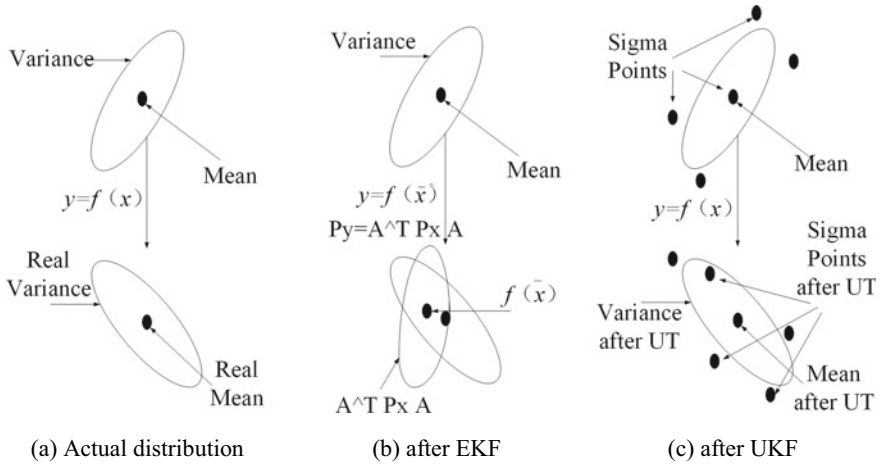 Variance
Mean
y=f(x)
Real
Variance
Real
Mean
(a) Actual distribution
Variance
Mean
y=f(x̄)
Py=A^T Px A
f(x̄)
A^T Px A
(b) after EKF
Sigma
Points
Mean
y=f(x)
Sigma
Points
after UT
Variance
after UT
Mean
after UT
(c) after UKF